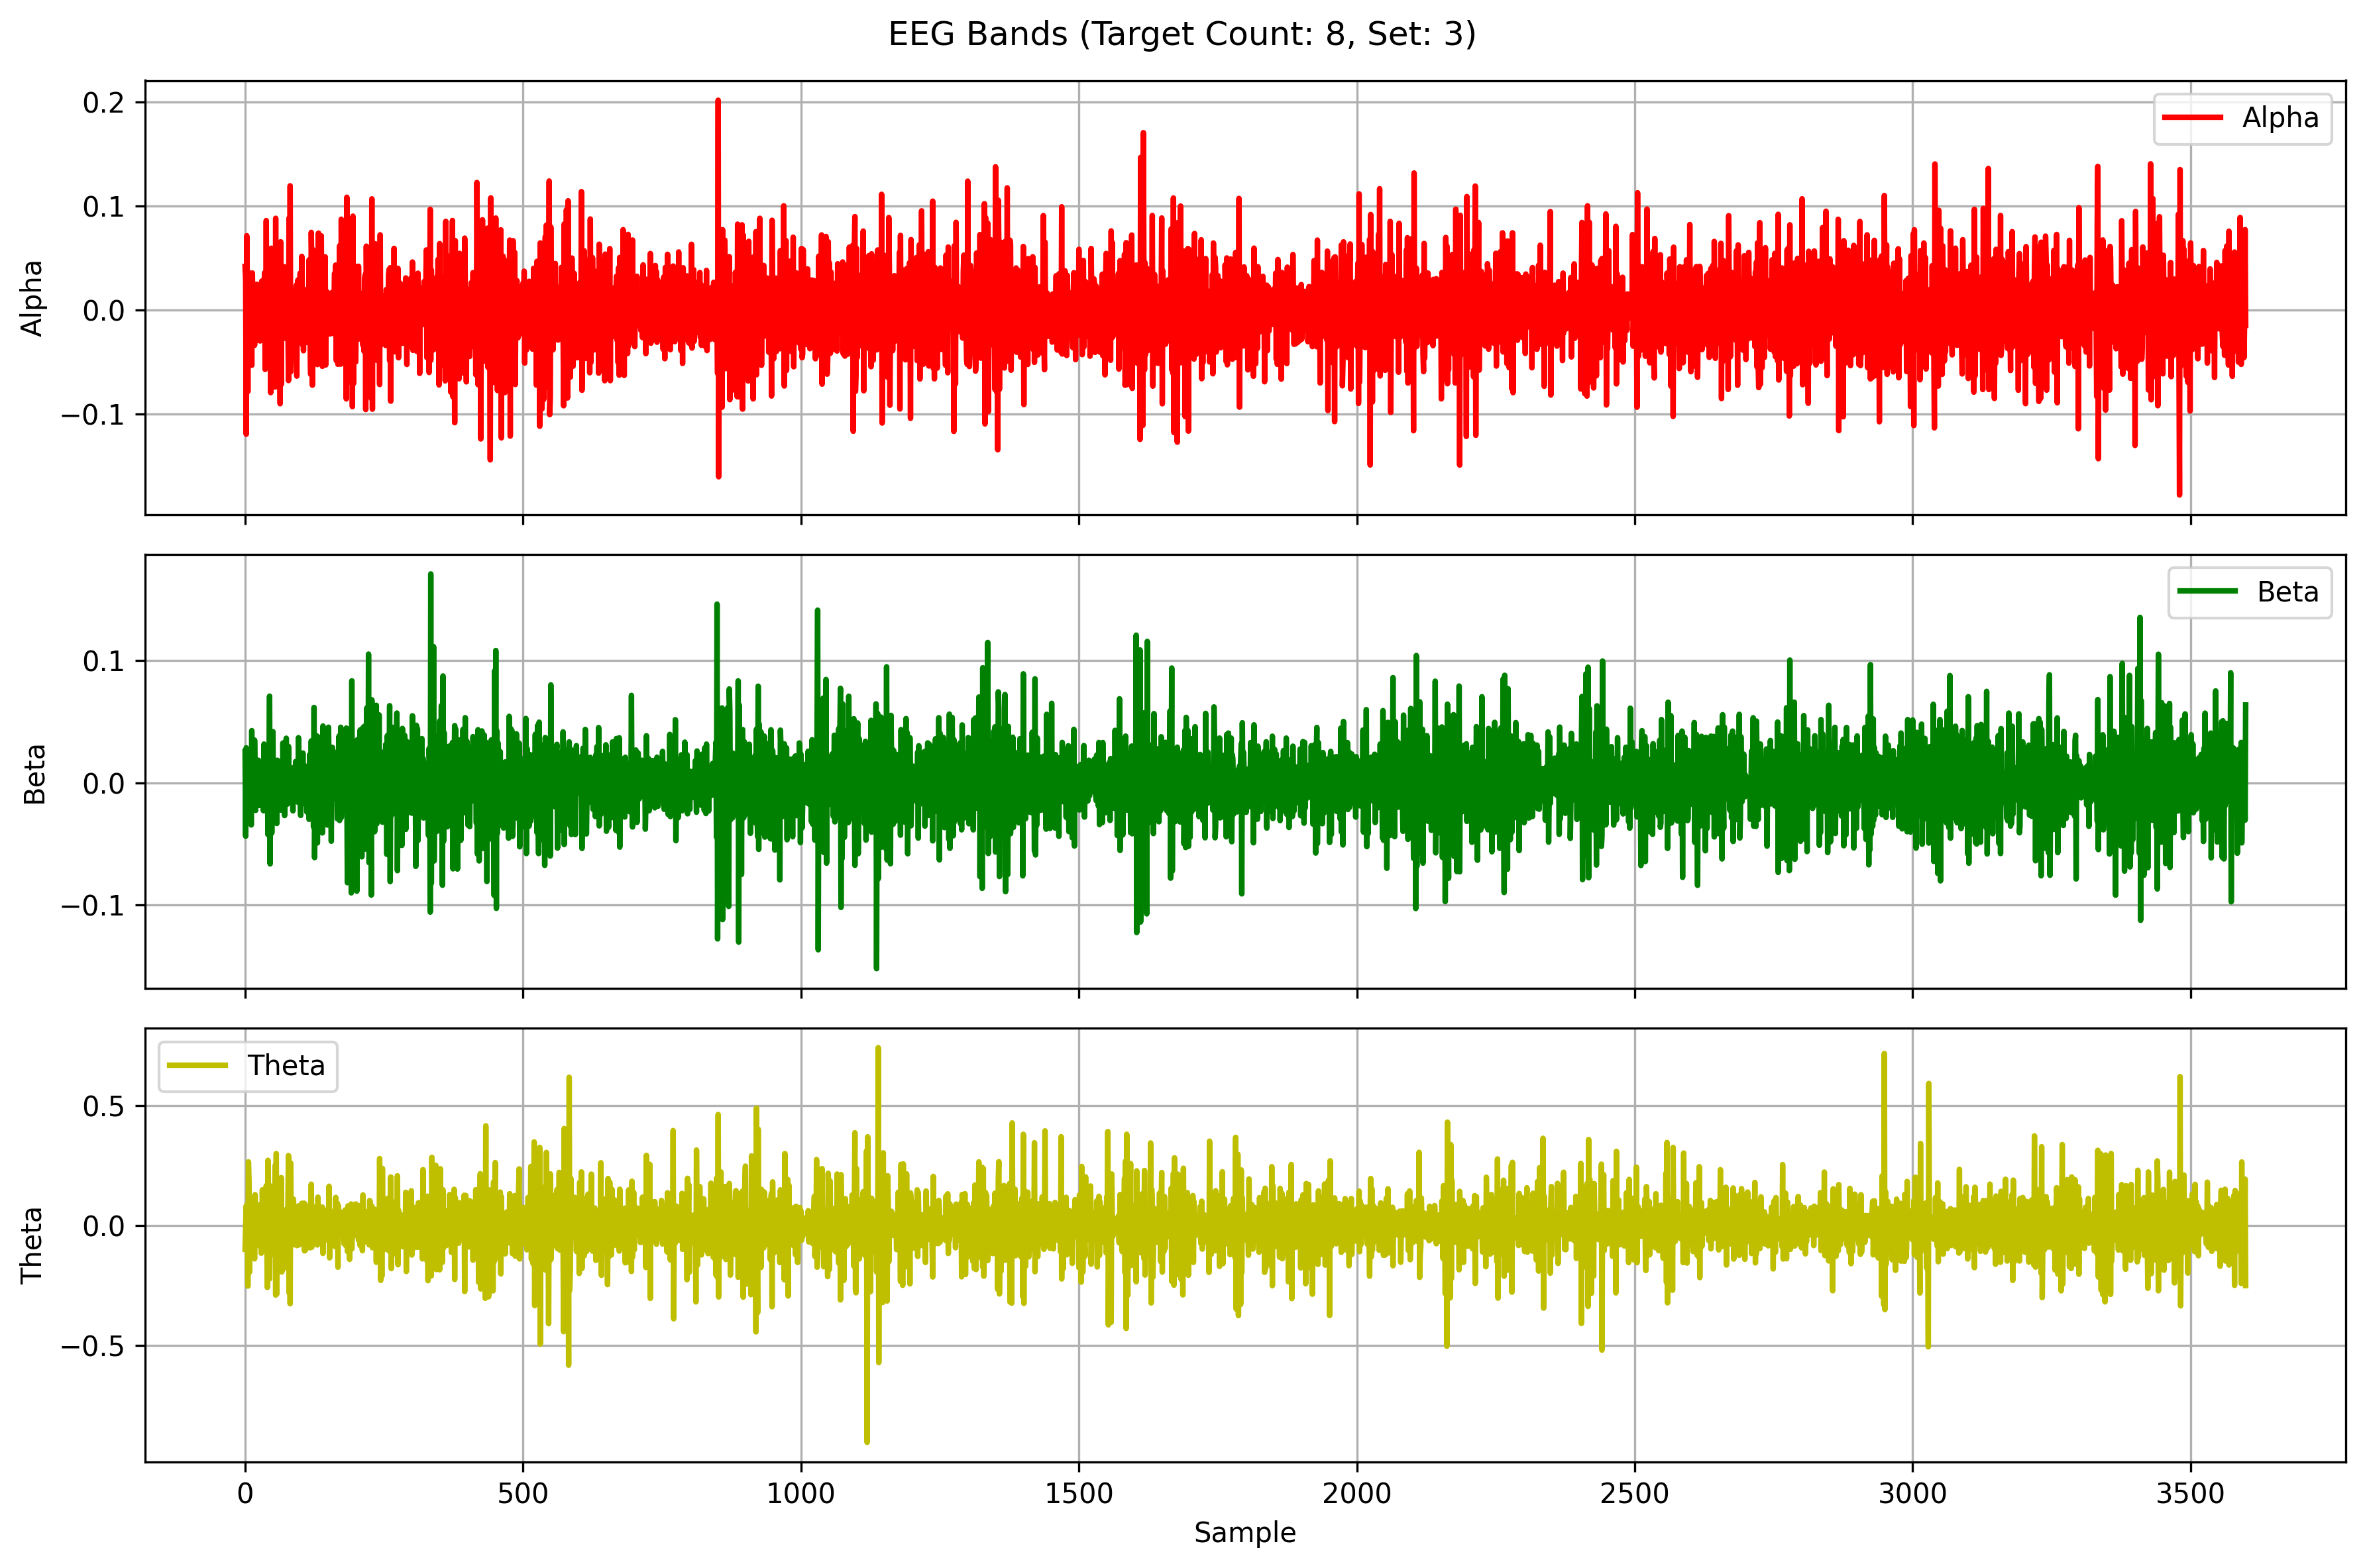 EEG Bands (Target Count: 8, Set: 3)
0.2
0.1
0.0
−0.1
Alpha
Alpha
0.1
0.0
−0.1
Beta
Beta
0.5
0.0
−0.5
Theta
Theta
0 500 1000 1500 2000 2500 3000 3500
Sample